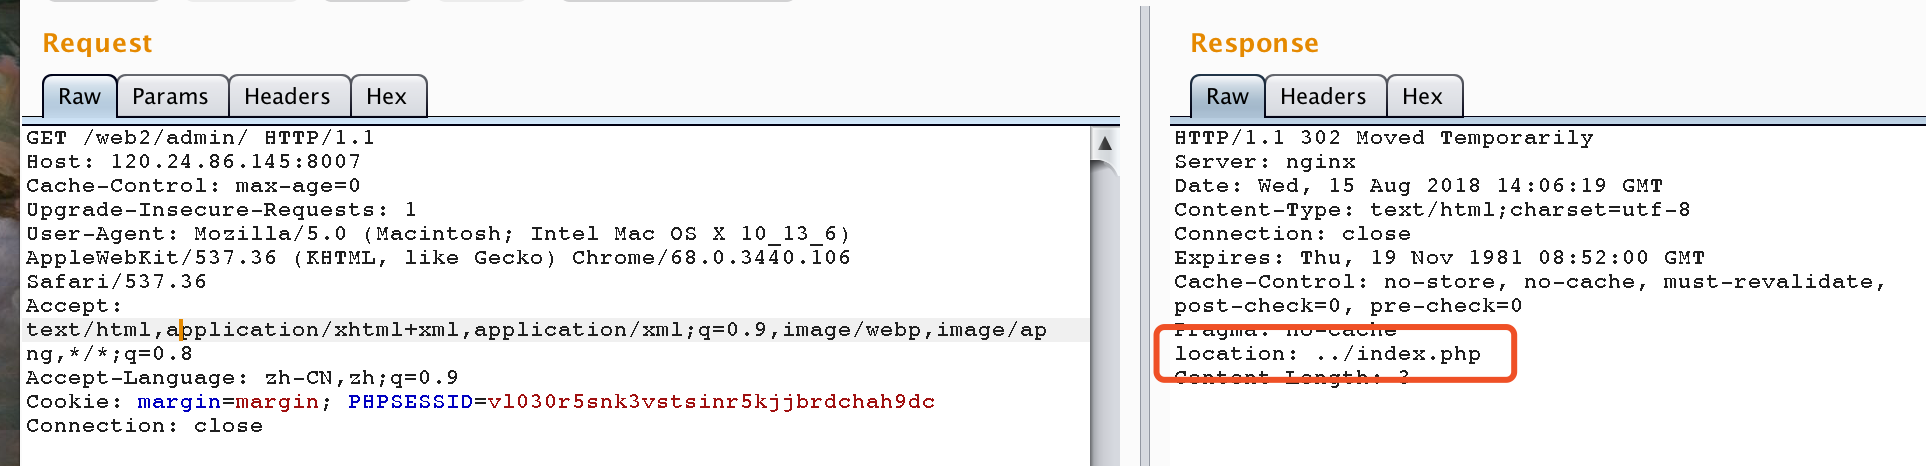 Request
Raw Params Headers Hex
GET /web2/admin/ HTTP/1.1
Host: 120.24.86.145:8007
Cache-Control: max-age=0
Upgrade-Insecure-Requests: 1
User-Agent: Mozilla/5.0 (Macintosh; Intel Mac OS X 10_13_6)
AppleWebKit/537.36 (KHTML, like Gecko) Chrome/68.0.3440.106
Safari/537.36
Accept:
text/html,application/xhtml+xml,application/xml;q=0.9,image/webp,image/ap
ng,*/*;q=0.8
Accept-Language: zh-CN,zh;q=0.9
Cookie: margin=margin; PHPSESSID=vl030r5snk3vstsinr5kjjbrdchah9dc
Connection: close
Response
Raw Headers Hex
HTTP/1.1 302 Moved Temporarily
Server: nginx
Date: Wed, 15 Aug 2018 14:06:19 GMT
Content-Type: text/html;charset=utf-8
Connection: close
Expires: Thu, 19 Nov 1981 08:52:00 GMT
Cache-Control: no-store, no-cache, must-revalidate,
post-check=0, pre-check=0
Pragma: no-cache
location: ../index.php
Content-Length: